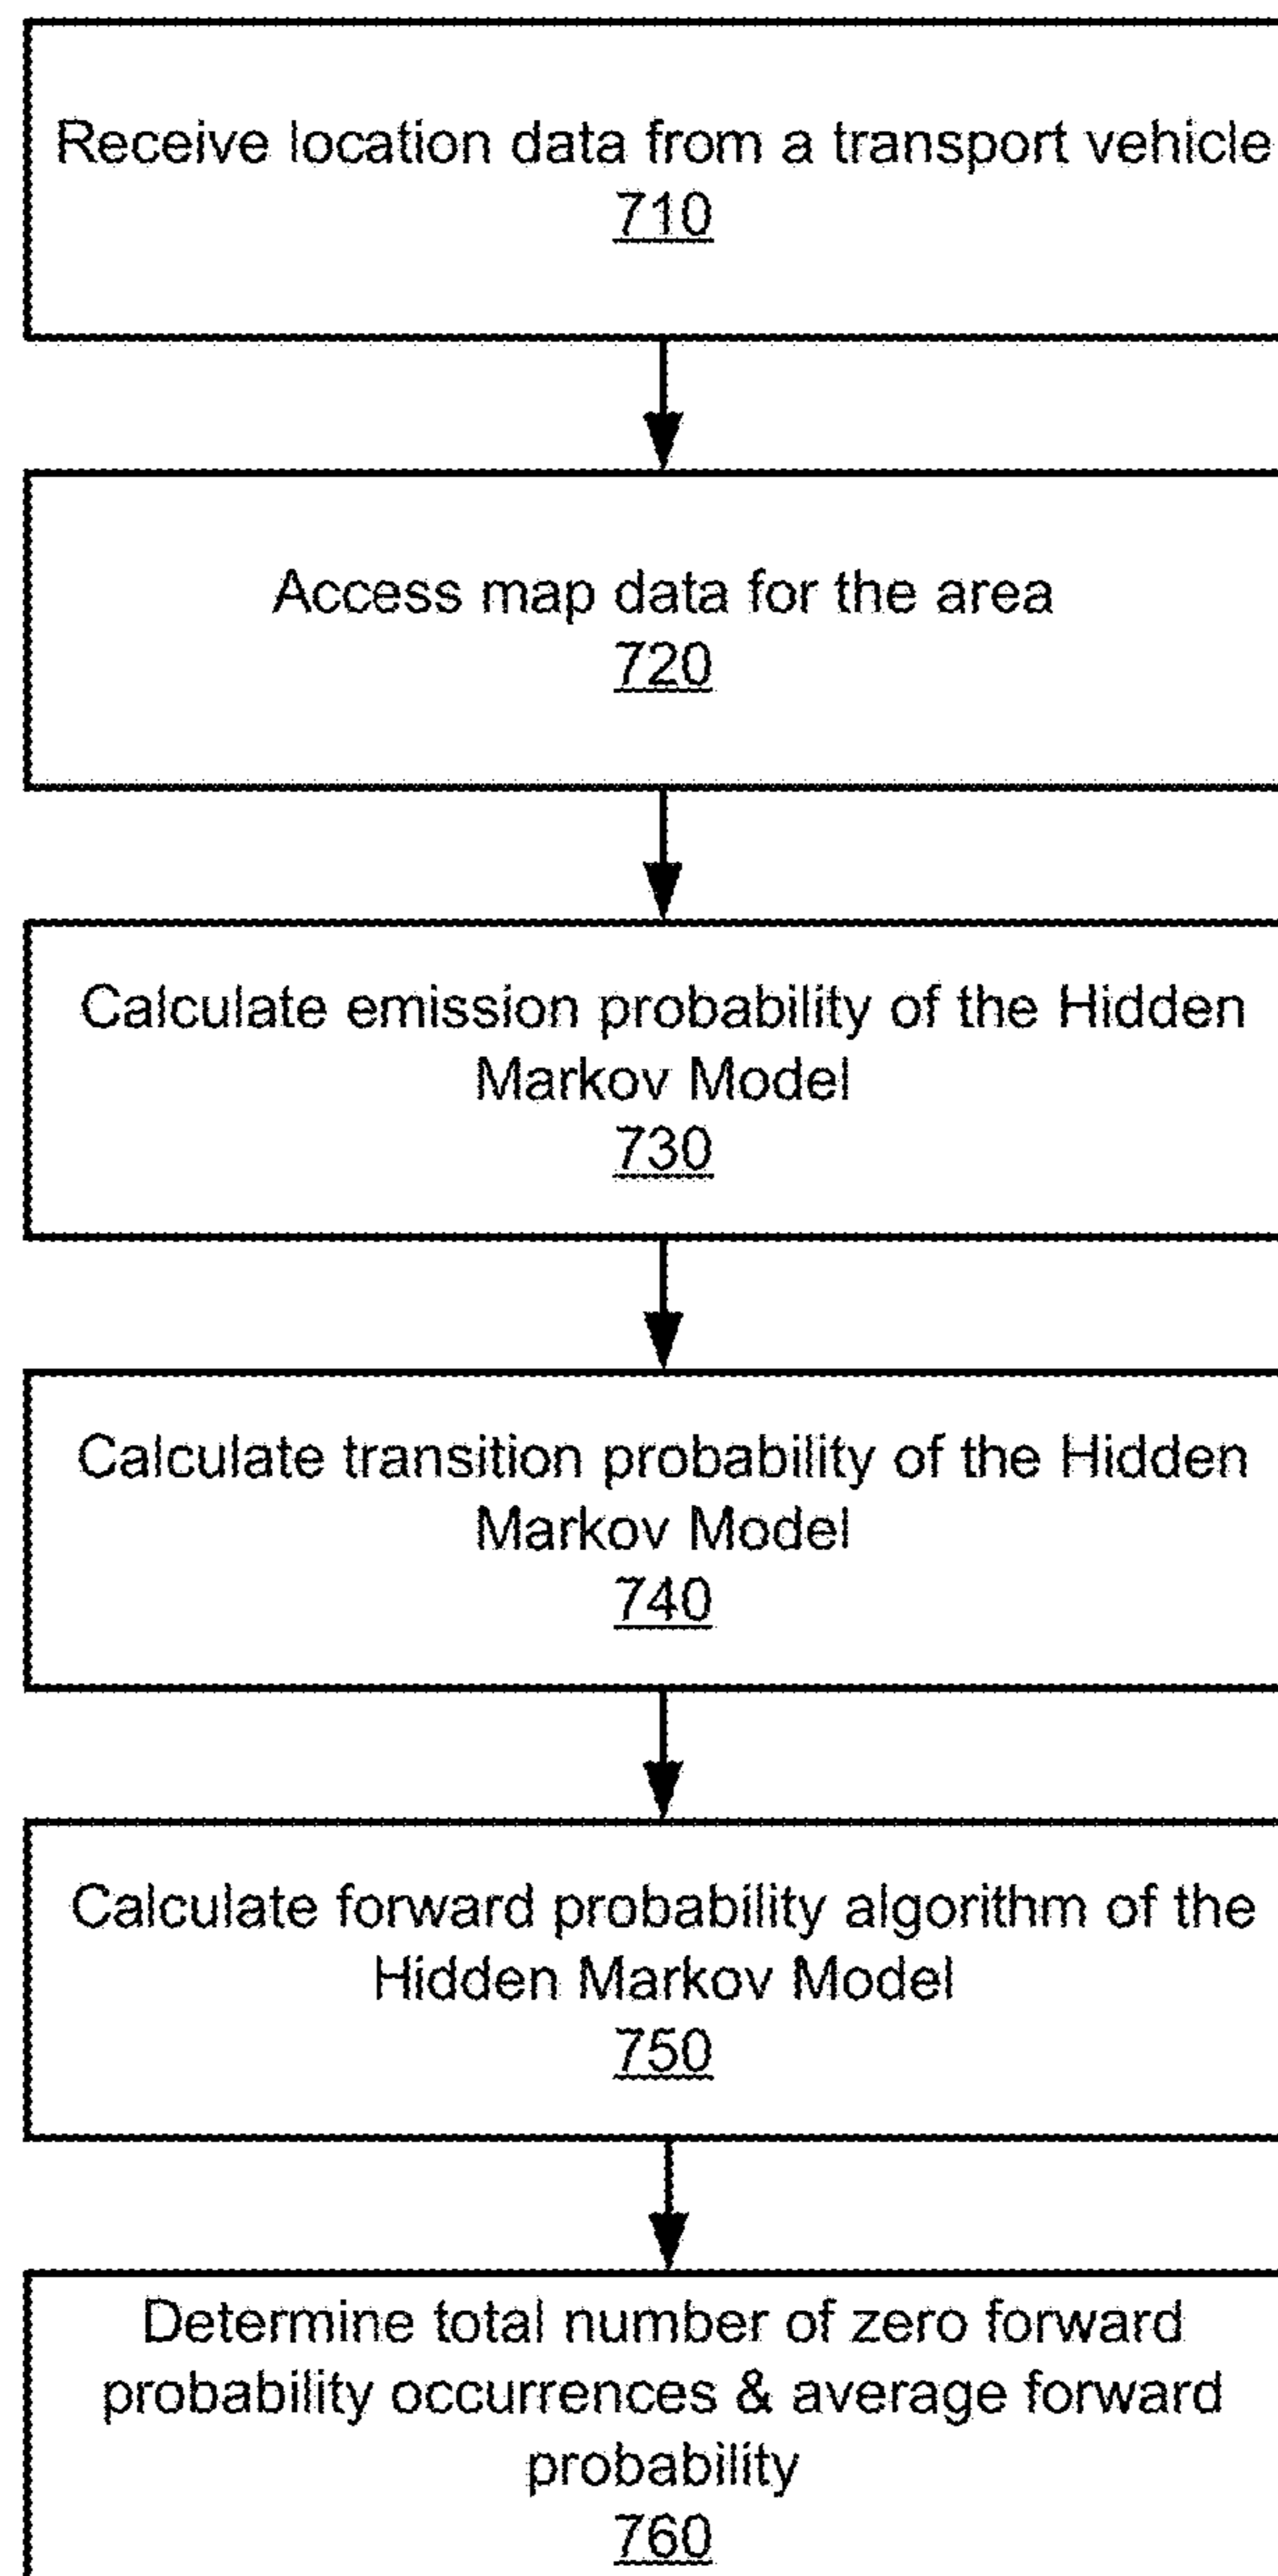 Receive location data from a transport vehicle
710
Access map data for the area
720
Calculate emission probability of the Hidden
Markov Model
730
Calculate transition probability of the Hidden
Markov Model
740
Calculate forward probability algorithm of the
Hidden Markov Model
750
Determine total number of zero forward
probability occurrences & average forward
probability
760